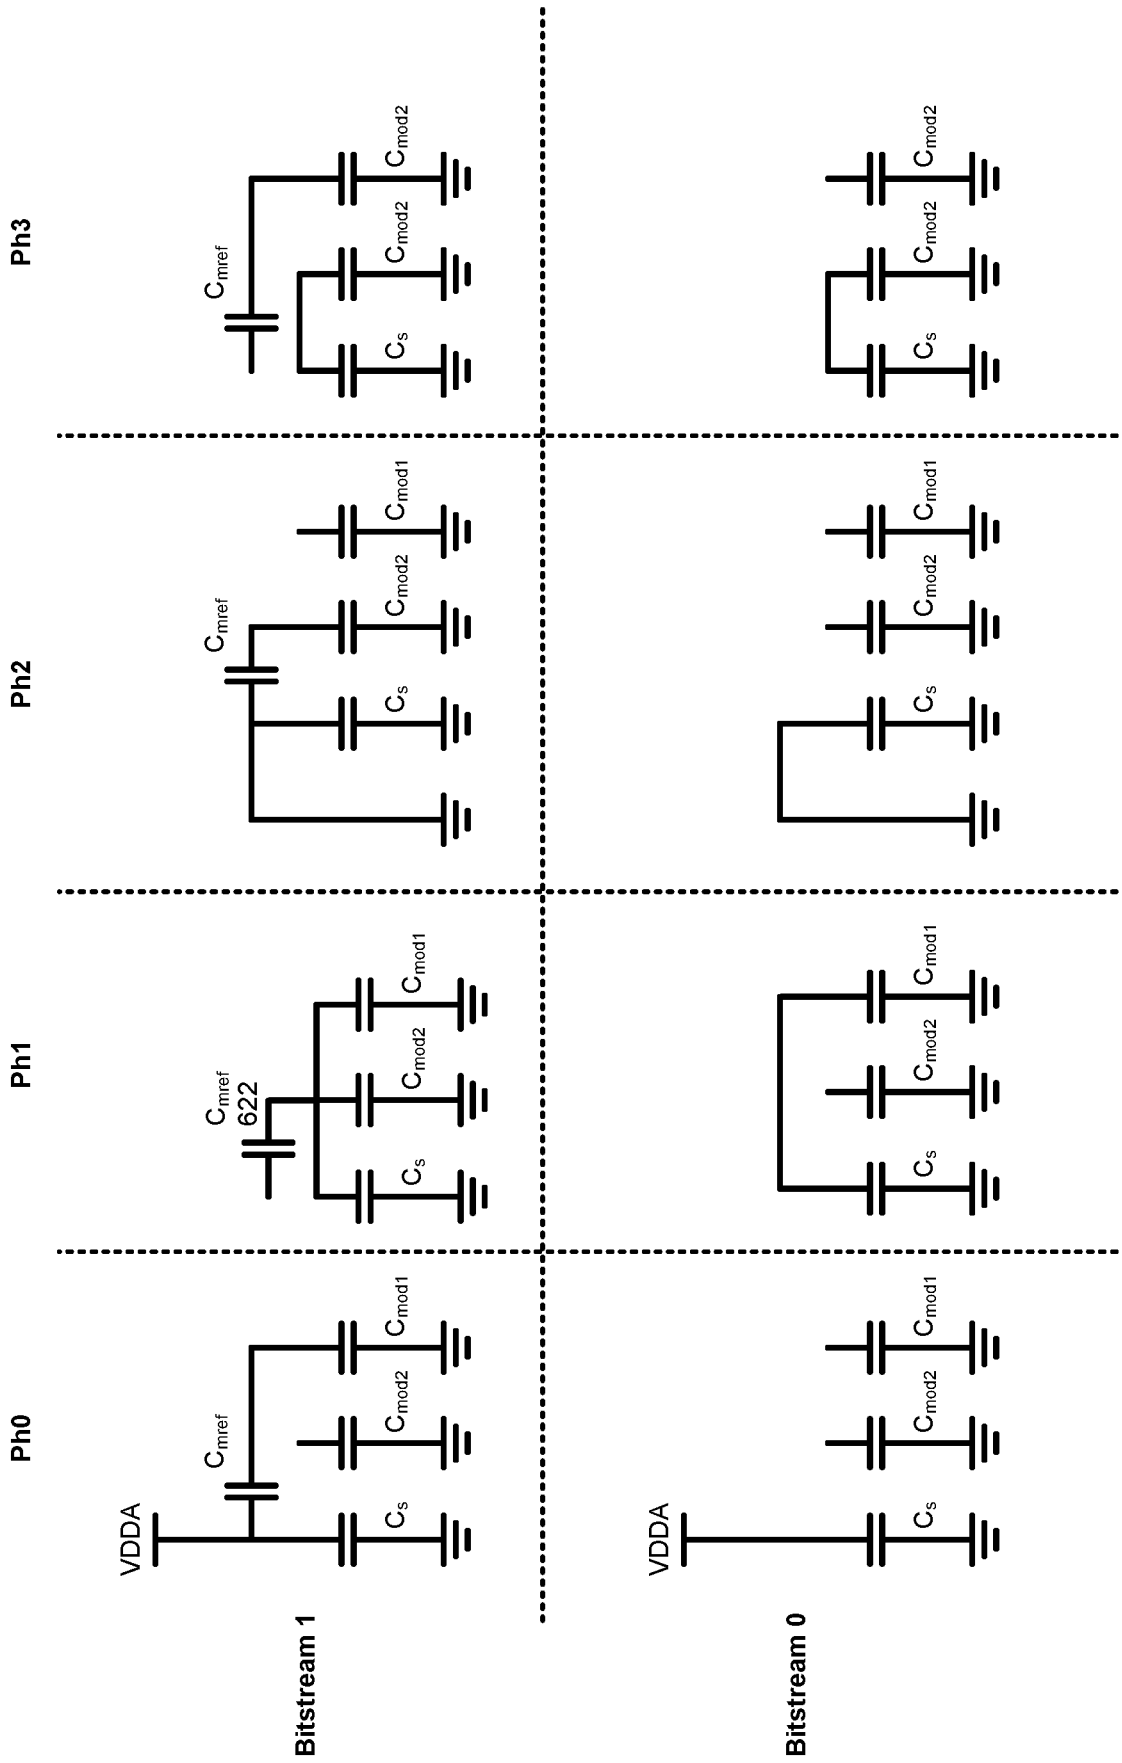 Ph0
Ph1
Ph2
Ph3
Bitstream 1
VDDA
Cmref
Cs
Cmod2
Cmod1
Cmref
622
Cs
Cmod2
Cmod1
Cmref
Cs
Cmod2
Cmod1
Cmref
Cs
Cmod2
Cmod2
Bitstream 0
VDDA
Cs
Cmod2
Cmod1
Cs
Cmod2
Cmod1
Cs
Cmod2
Cmod1
Cs
Cmod2
Cmod2